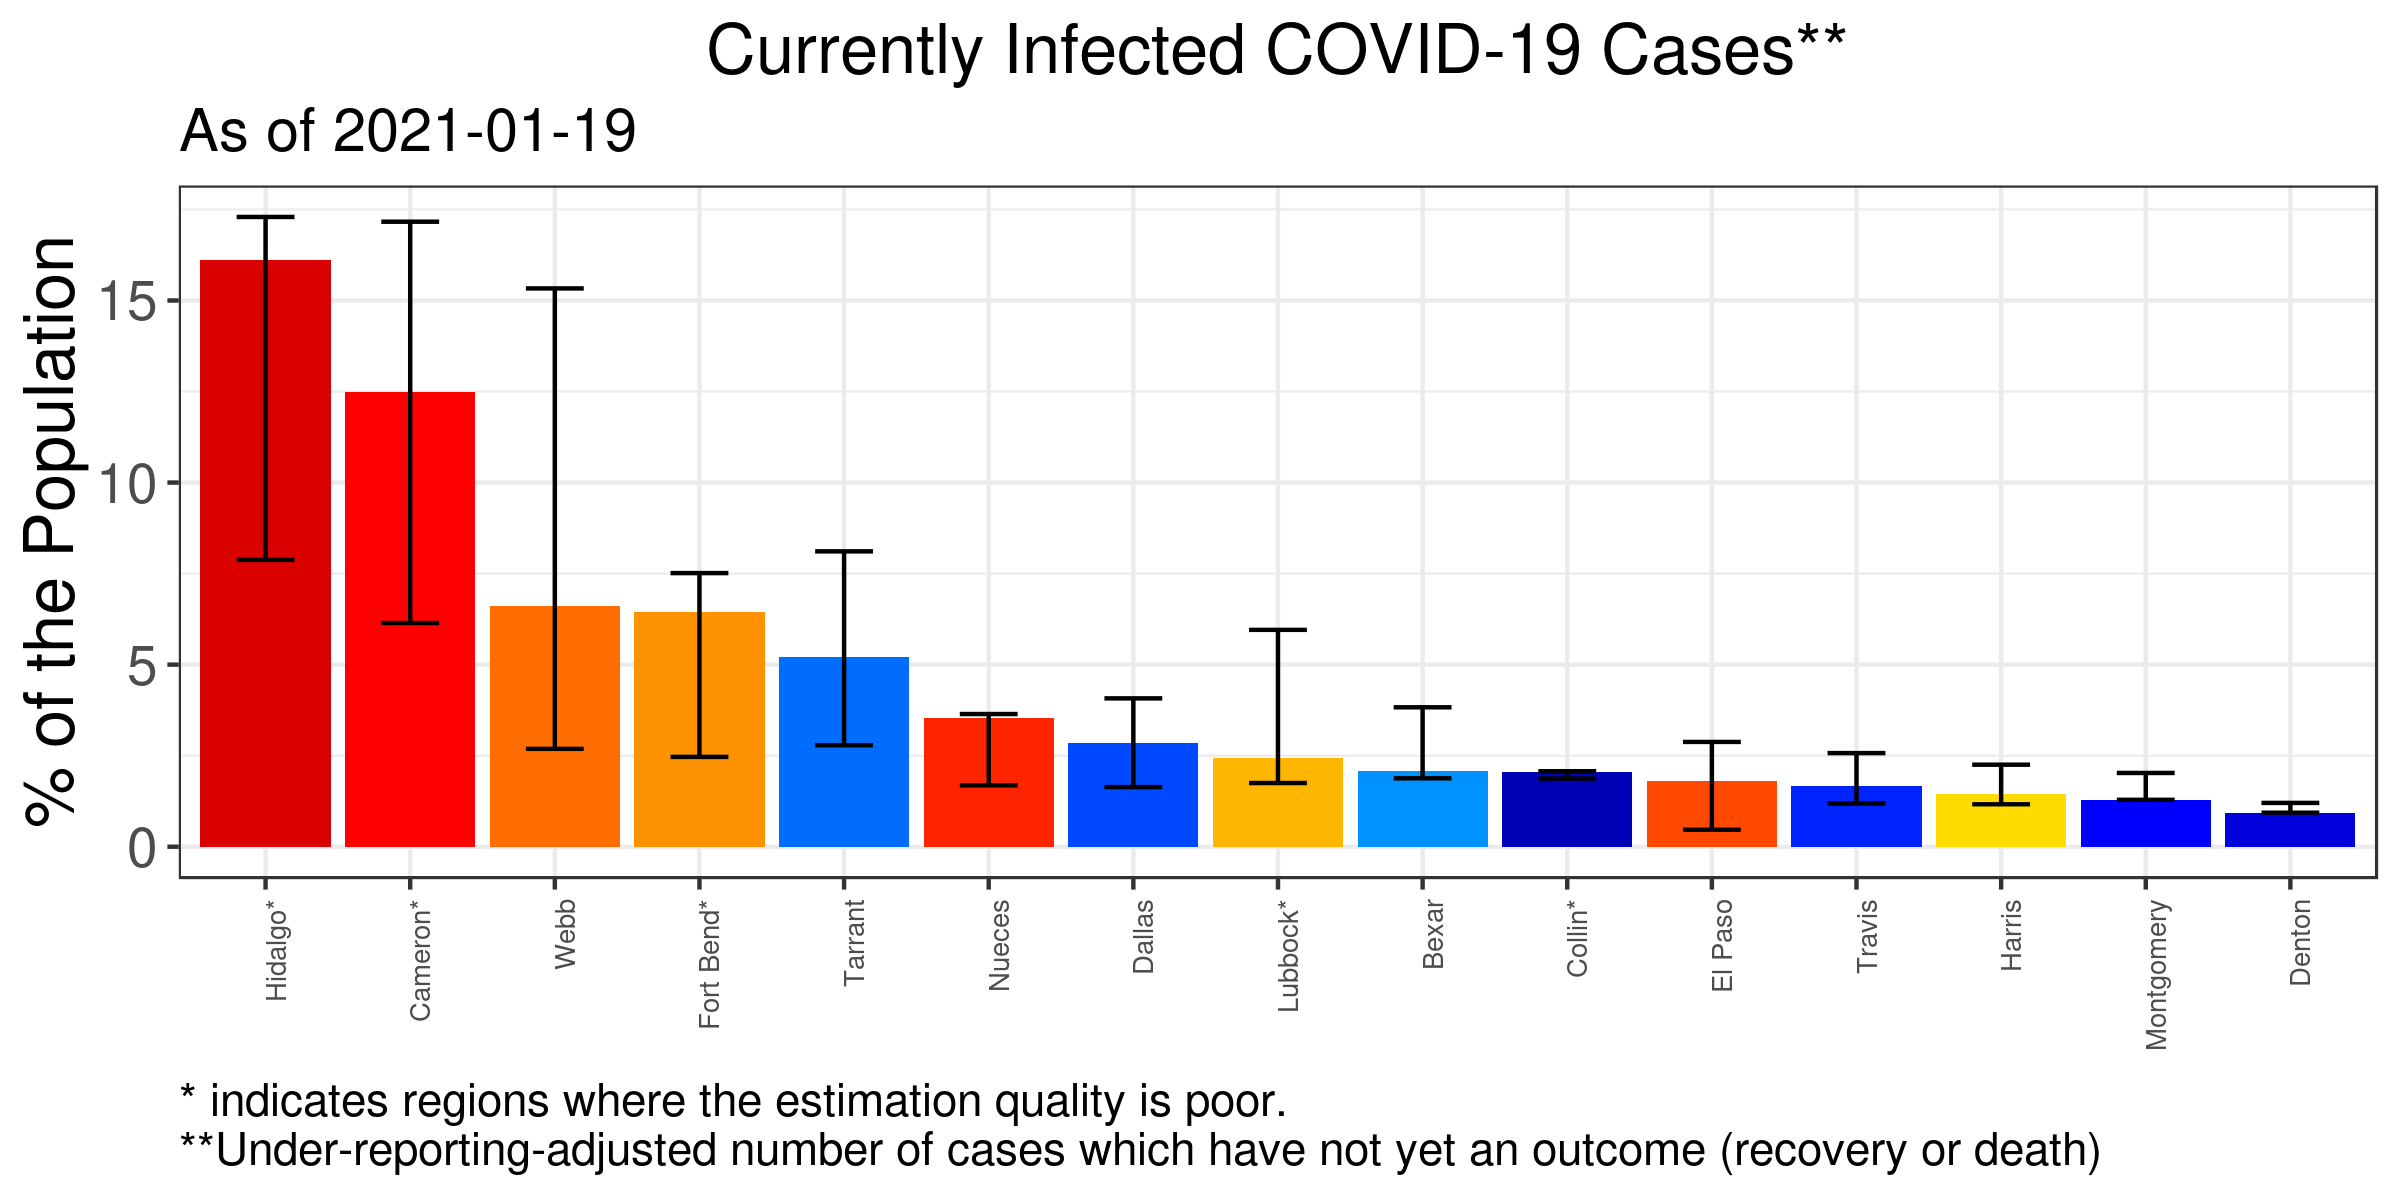 Currently Infected COVID-19 Cases**
As of 2021-01-19
% of the Population
15
10
5
0
Hidalgo*
Cameron*
Webb
Fort Bend*
Tarrant
Nueces
Dallas
Lubbock*
Bexar
Collin*
El Paso
Travis
Harris
Montgomery
Denton
* indicates regions where the estimation quality is poor.
**Under-reporting-adjusted number of cases which have not yet an outcome (recovery or death)